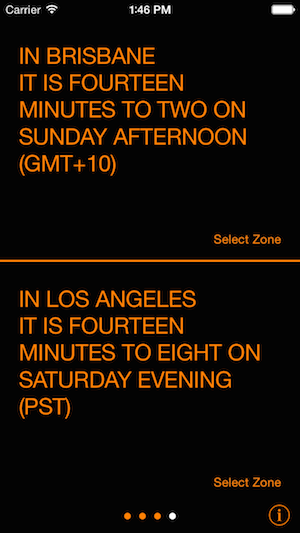 Carrier 1:46 PM
IN BRISBANE
IT IS FOURTEEN
MINUTES TO TWO ON
SUNDAY AFTERNOON
(GMT+10)
Select Zone
IN LOS ANGELES
IT IS FOURTEEN
MINUTES TO EIGHT ON
SATURDAY EVENING
(PST)
Select Zone
i